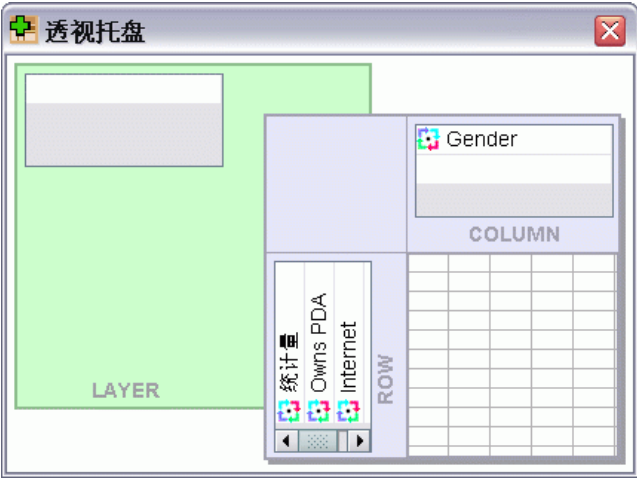 透视托盘
Gender
COLUMN
统计量
Owns PDA
Internet
ROW
LAYER